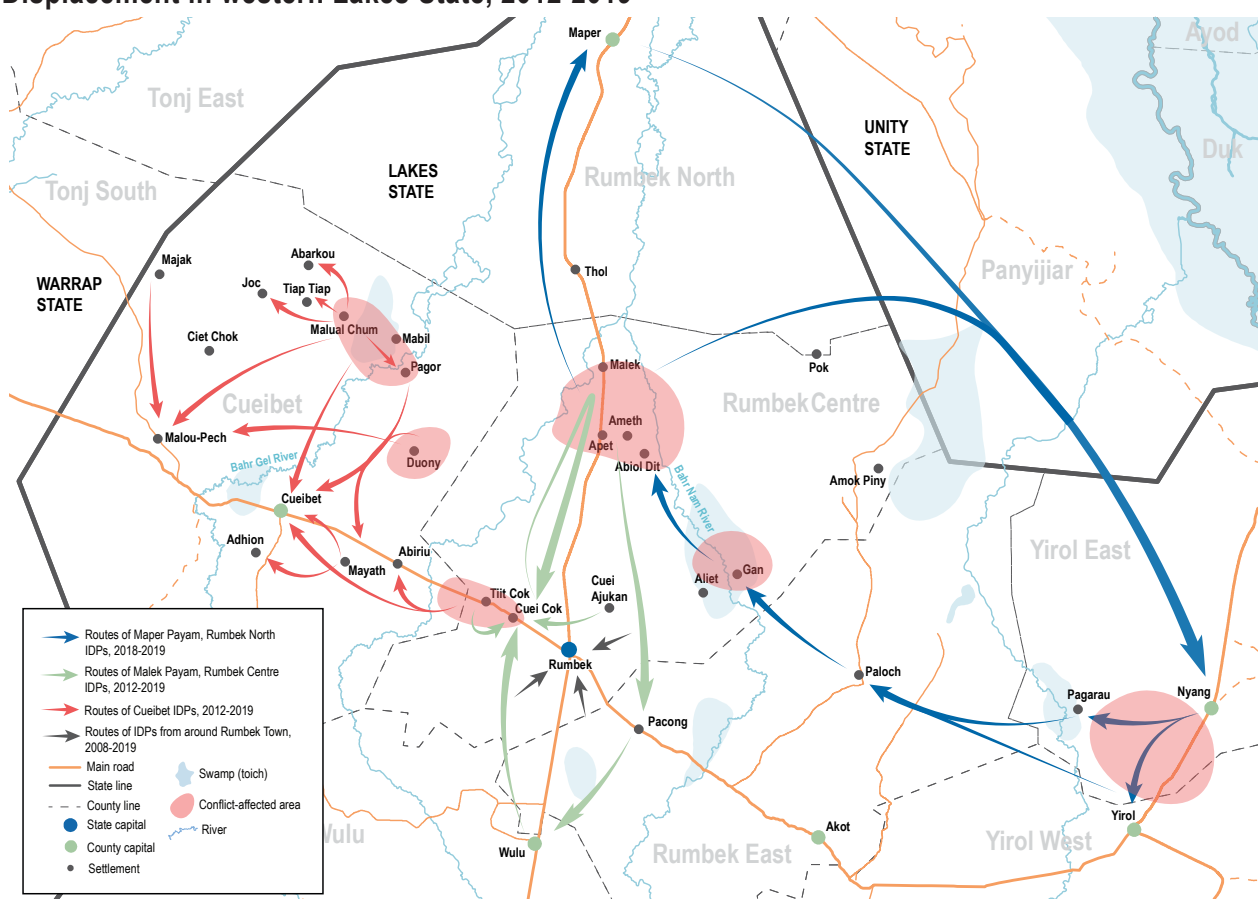 Displacement in western Lakes State, 2012-2019
Maper
Ayod
Tonj East
UNITY
STATE
Duk
LAKES
STATE
Rumbek North
Tonj South
Majak
Abarkou
WARRAP
STATE
Joc
Tiap Tiap
Thol
Panyijiar
Malual Chum
Ciet Chok
Mabil
Pagor
Malek
Pok
Cueibet
Rumbek Centre
Malou-Pech
Ameth
Apet
Duony
Abiol Dit
Bahr Gel River
Bahr Nam River
Amok Piny
Cueibet
Adhion
Abiriu
Mayath
Yirol East
Gan
Aliet
Cuei
Ajukan
Tiit Cok
Cuei Cok
Rumbek
Paloch
Pagarau
Nyang
Pacong
Yirol
Akot
Wulu
Wulu
Rumbek East
Yirol West
Routes of Maper Payam, Rumbek North
IDPs, 2018-2019
Routes of Malek Payam, Rumbek Centre
IDPs, 2012-2019
Routes of Cueibet IDPs, 2012-2019
Routes of IDPs from around Rumbek Town,
2008-2019
Main road
State line
County line
State capital
County capital
Settlement
Swamp (toich)
Conflict-affected area
River